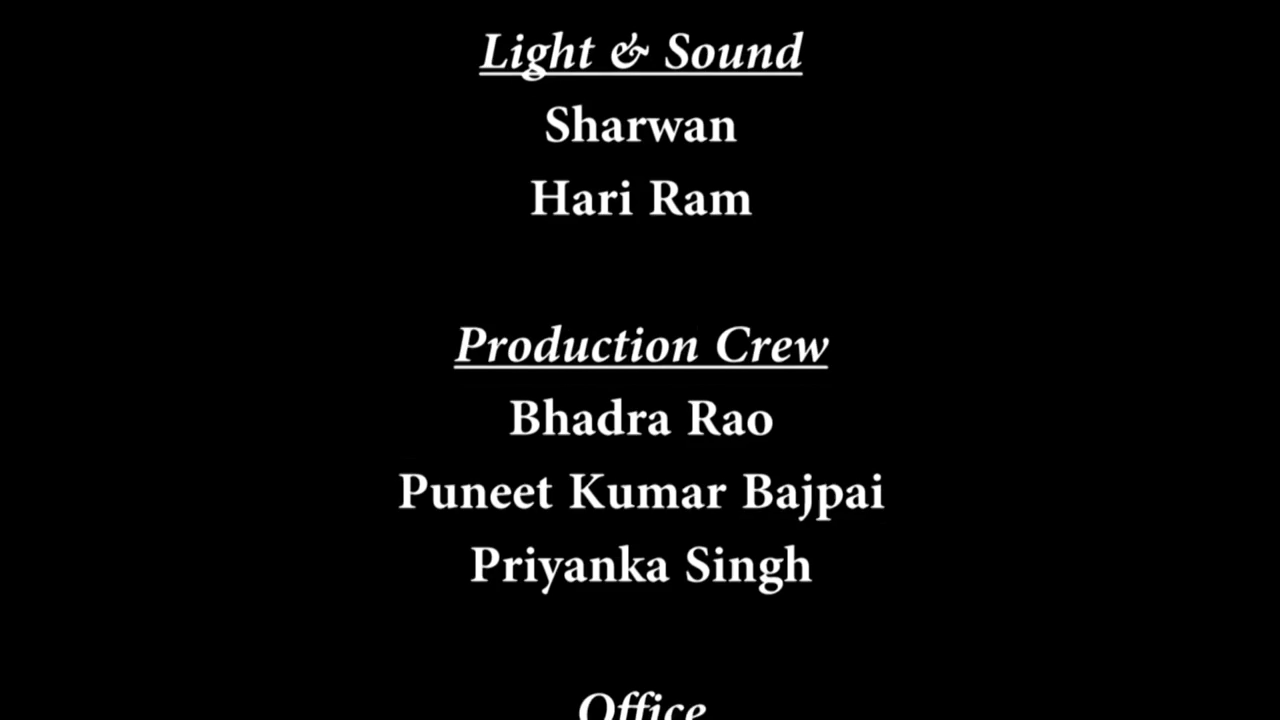 Light & Sound
Sharwan
Hari Ram
Production Crew
Bhadra Rao
Puneet Kumar Bajpai
Priyanka Singh
Office